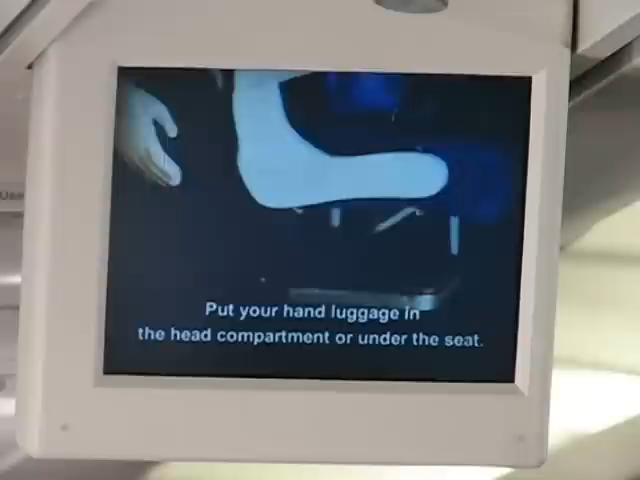 Put your hand luggage in
the head compartment or under the seat.